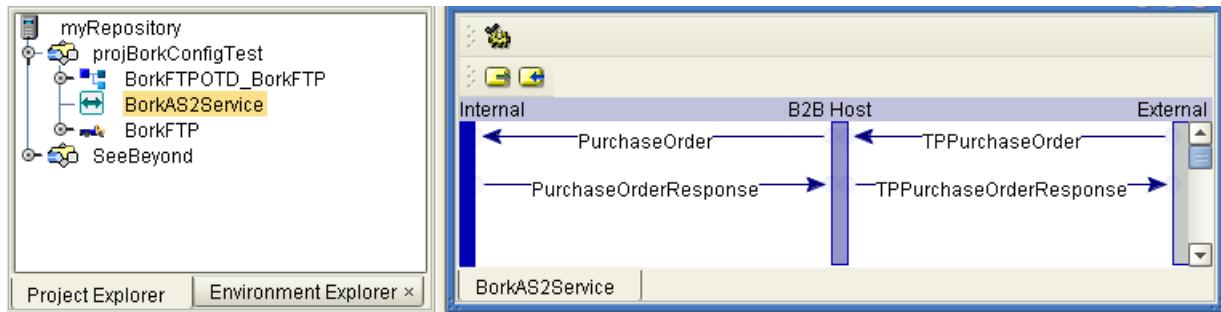 myRepository
projBorkConfigTest
BorkFTPOTD_BorkFTP
BorkAS2Service
BorkFTP
SeeBeyond
Project Explorer
Environment Explorer ×
Internal B2B Host External
PurchaseOrder TPPurchaseOrder
PurchaseOrderResponse TPPurchaseOrderResponse
BorkAS2Service